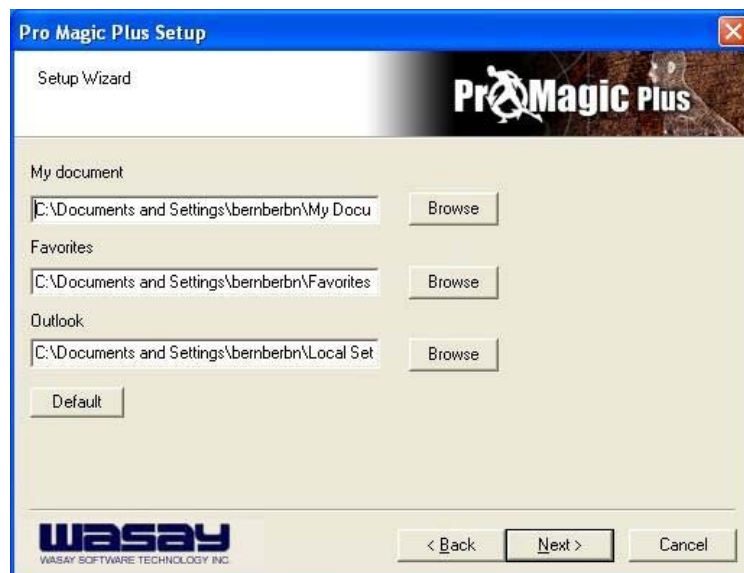 Pro Magic Plus Setup
Setup Wizard
Pro Magic Plus
My document
C:\Documents and Settings\bernberbn\My Docu
Browse
Favorites
C:\Documents and Settings\bernberbn\Favorites
Browse
Outlook
C:\Documents and Settings\bernberbn\Local Set
Browse
Default
wasay
WASAY SOFTWARE TECHNOLOGY INC.
< Back
Next >
Cancel